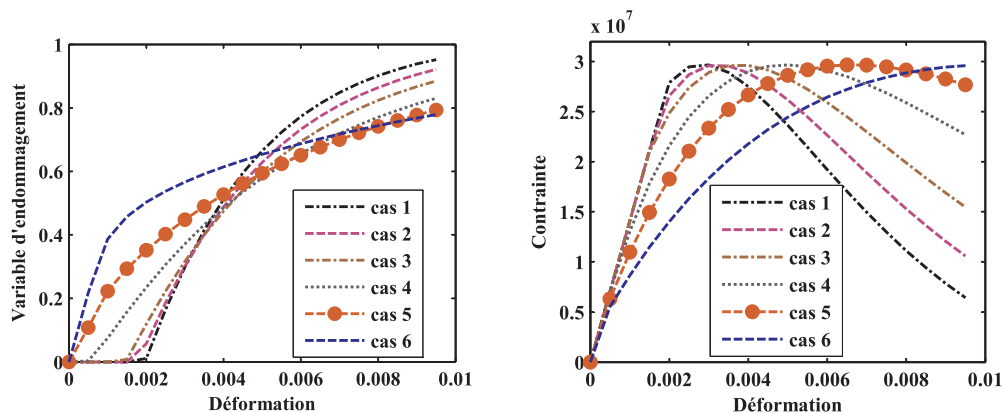 1
0.8
0.6
0.4
0.2
0
Variable d'endommagement
cas 1
cas 2
cas 3
cas 4
cas 5
cas 6
0 0.002 0.004 0.006 0.008 0.01
Déformation
x 10⁷
3
2.5
2
1.5
1
0.5
0
Contrainte
cas 1
cas 2
cas 3
cas 4
cas 5
cas 6
0 0.002 0.004 0.006 0.008 0.01
Déformation